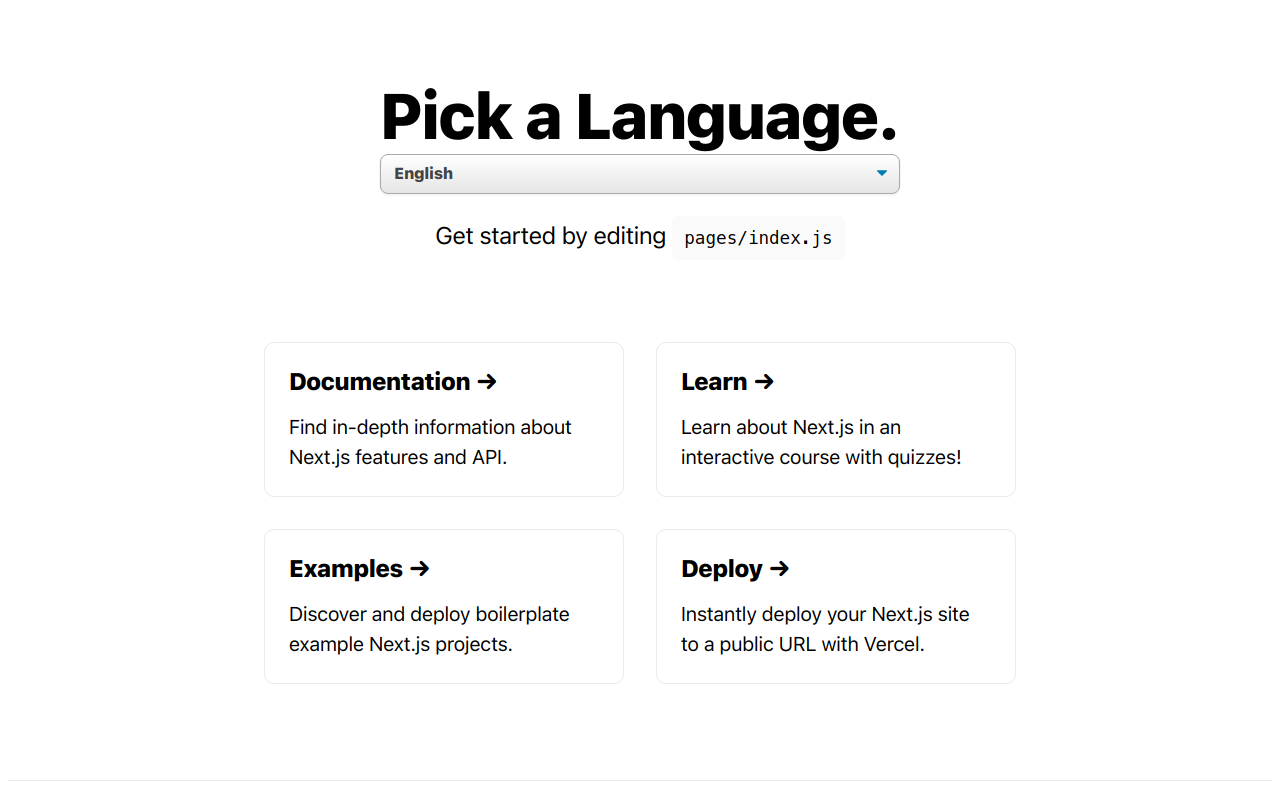 Pick a Language.
English
Get started by editing pages/index.js
Documentation →
Find in-depth information about
Next.js features and API.
Learn →
Learn about Next.js in an
interactive course with quizzes!
Examples →
Discover and deploy boilerplate
example Next.js projects.
Deploy →
Instantly deploy your Next.js site
to a public URL with Vercel.